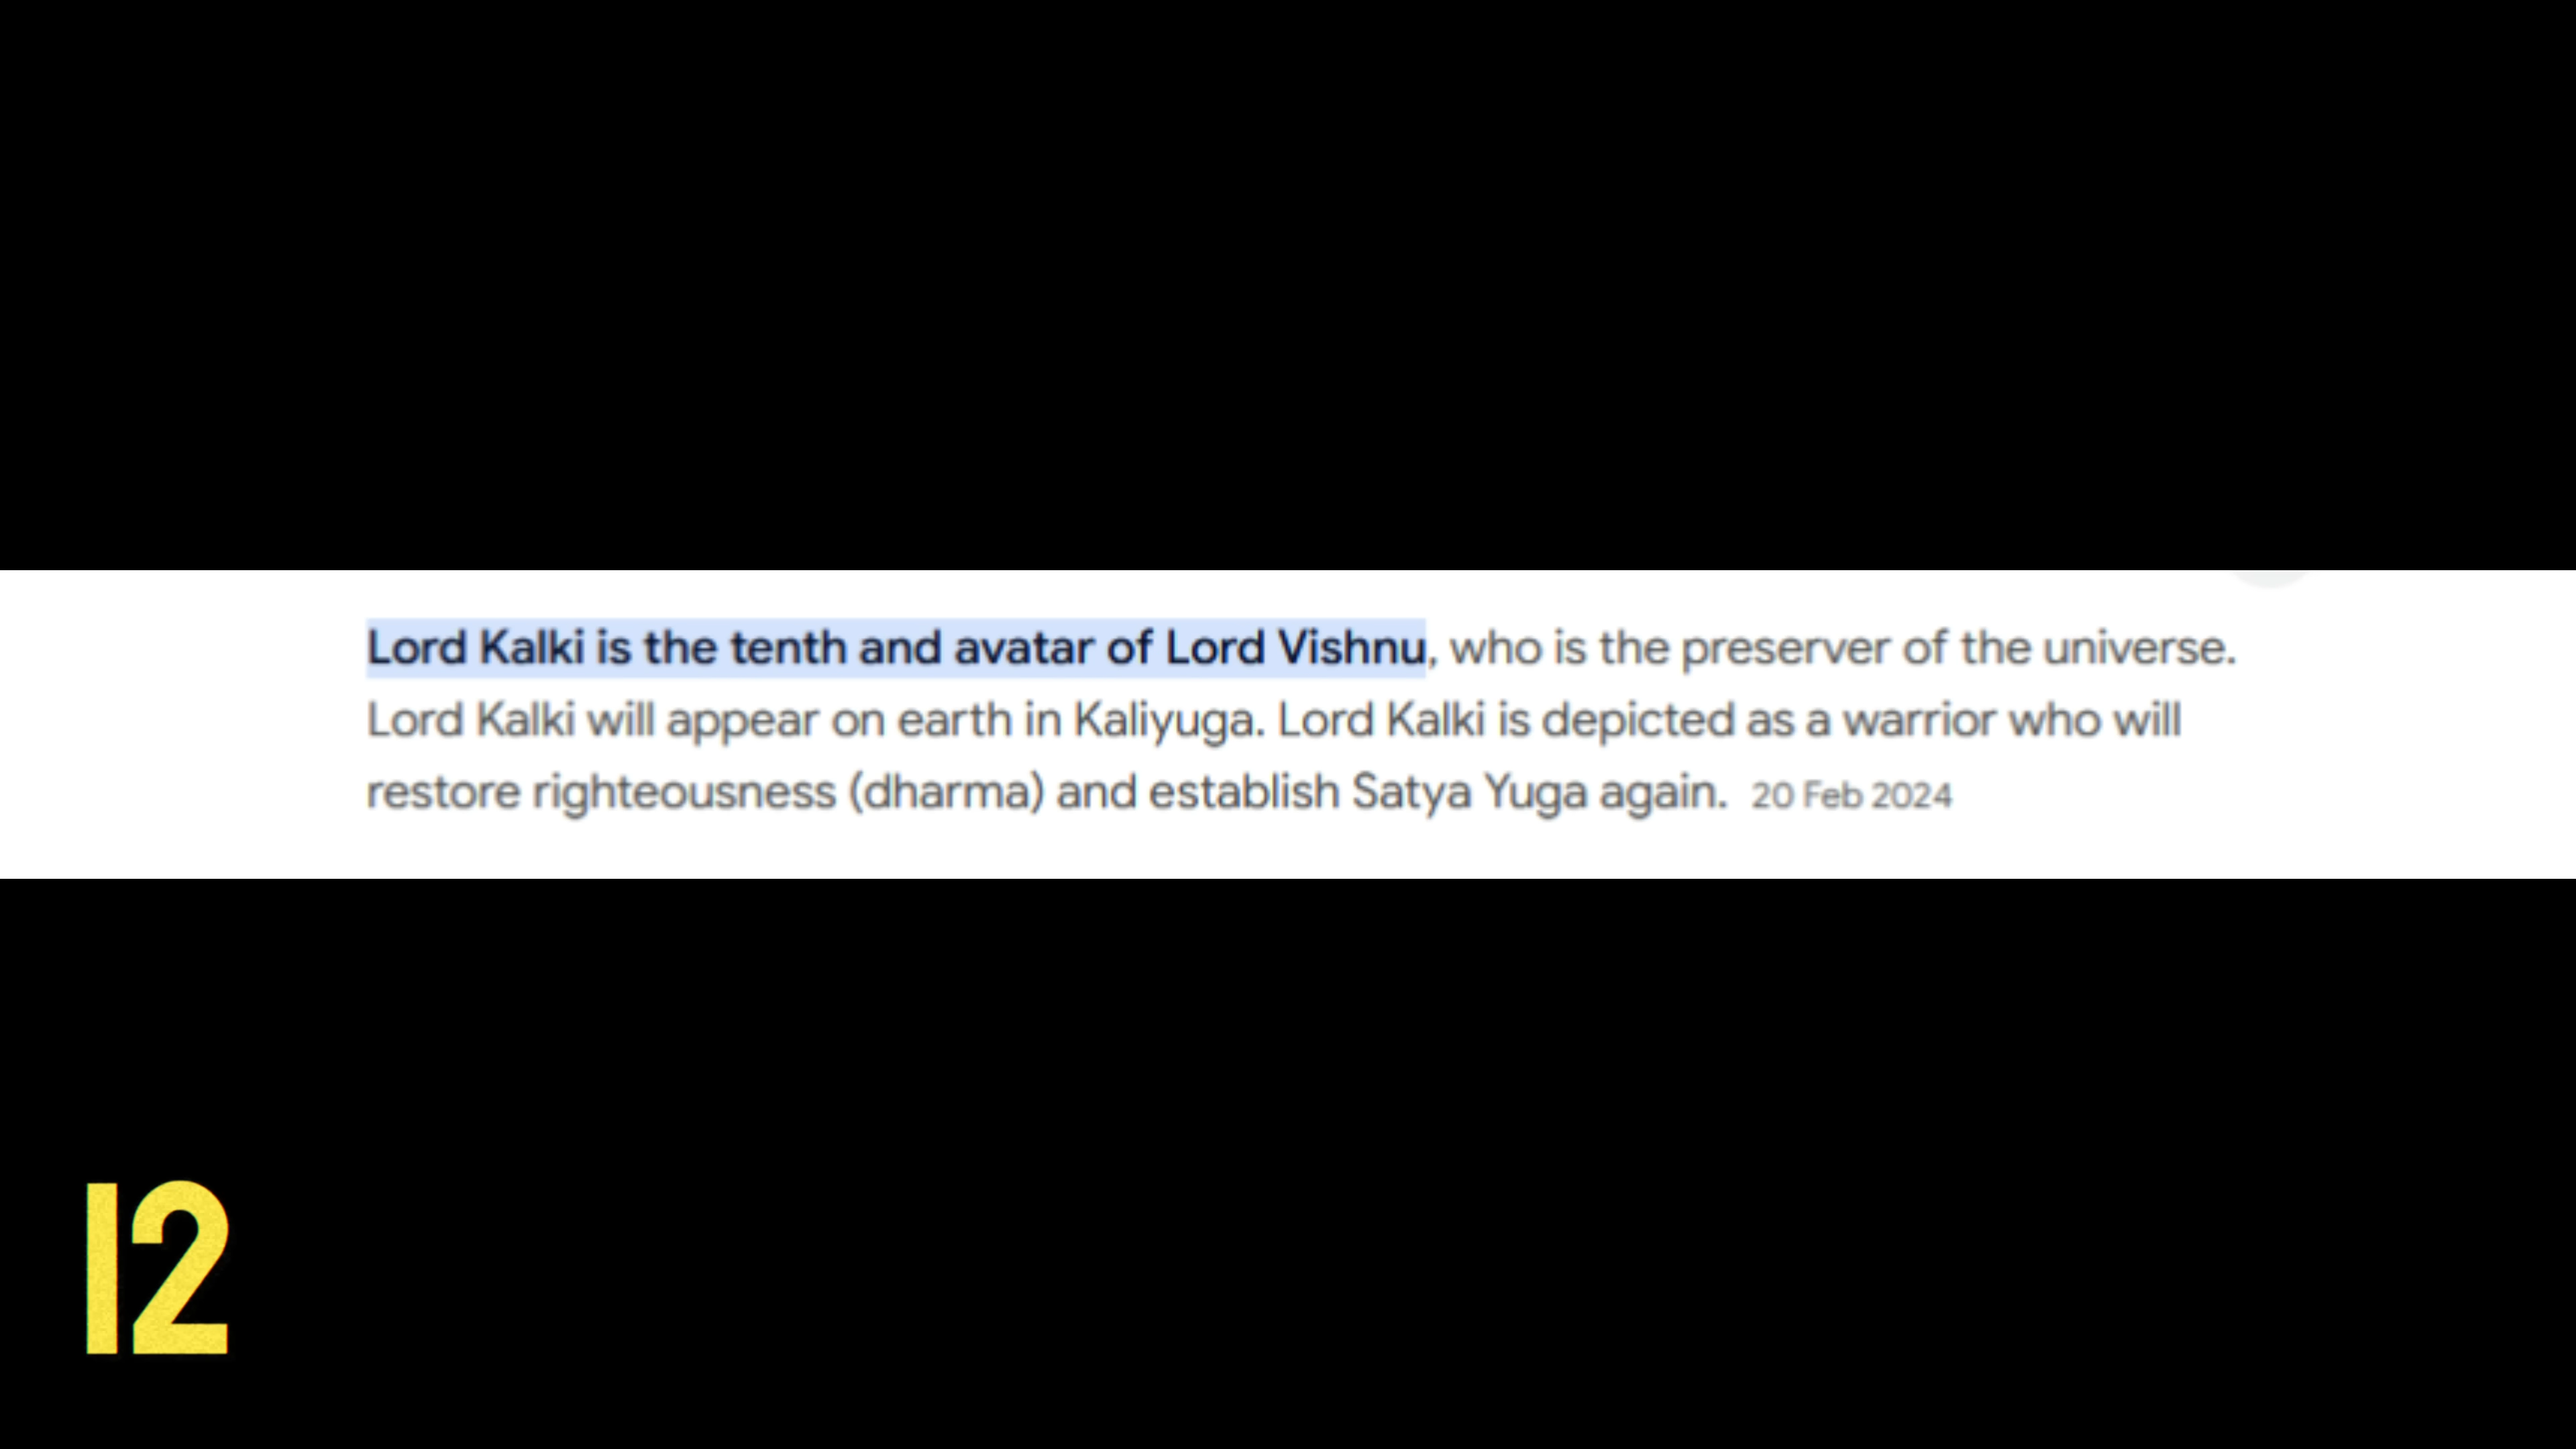 Lord Kalki is the tenth and avatar of Lord Vishnu, who is the preserver of the universe.
Lord Kalki will appear on earth in Kaliyuga. Lord Kalki is depicted as a warrior who will
restore righteousness (dharma) and establish Satya Yuga again. 20 Feb 2024
12